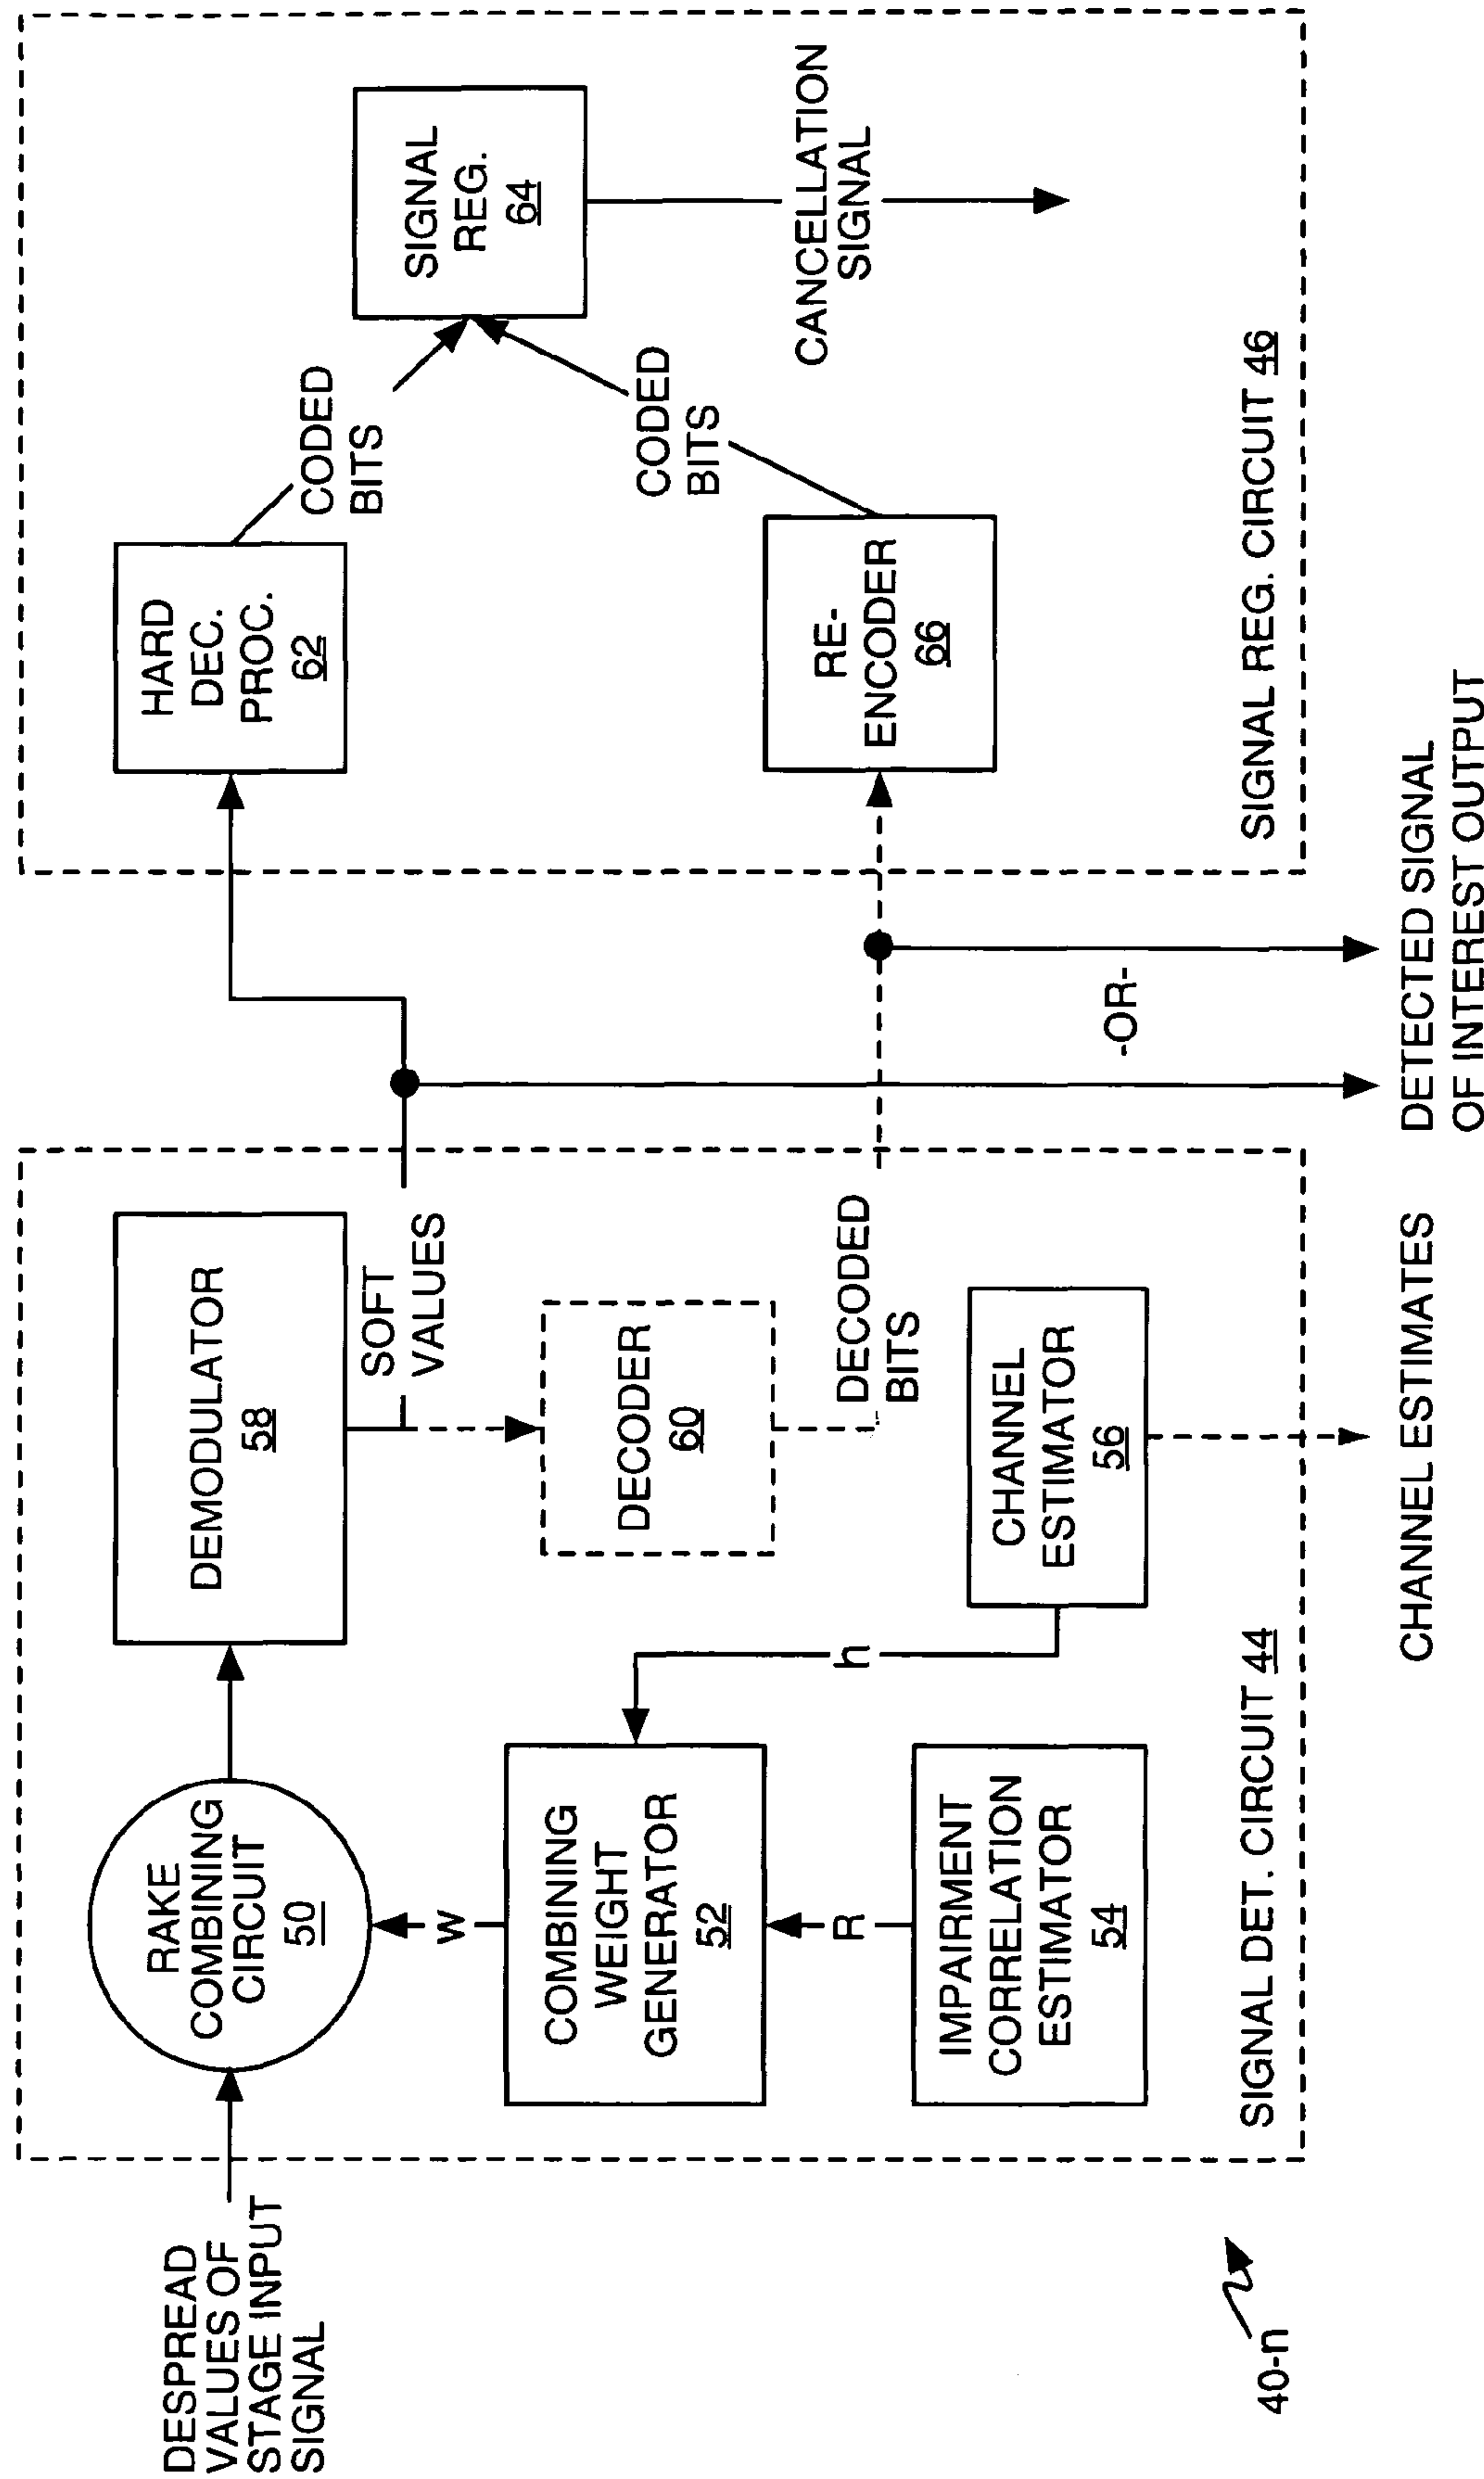 DESPREAD
VALUES OF
STAGE INPUT
SIGNAL
RAKE
COMBINING
CIRCUIT
50
DEMODULATOR
58
SOFT
VALUES
W
COMBINING
WEIGHT
GENERATOR
52
h
R
IMPAIRMENT
CORRELATION
ESTIMATOR
54
DECODER
60
DECODED
BITS
CHANNEL
ESTIMATOR
56
SIGNAL DET. CIRCUIT 44
CHANNEL ESTIMATES
HARD
DEC.
PROC.
62
CODED
BITS
SIGNAL
REG.
64
CODED
BITS
RE-
ENCODER
66
CANCELLATION
SIGNAL
SIGNAL REG. CIRCUIT 46
-OR-
DETECTED SIGNAL
OF INTEREST OUTPUT
40-n